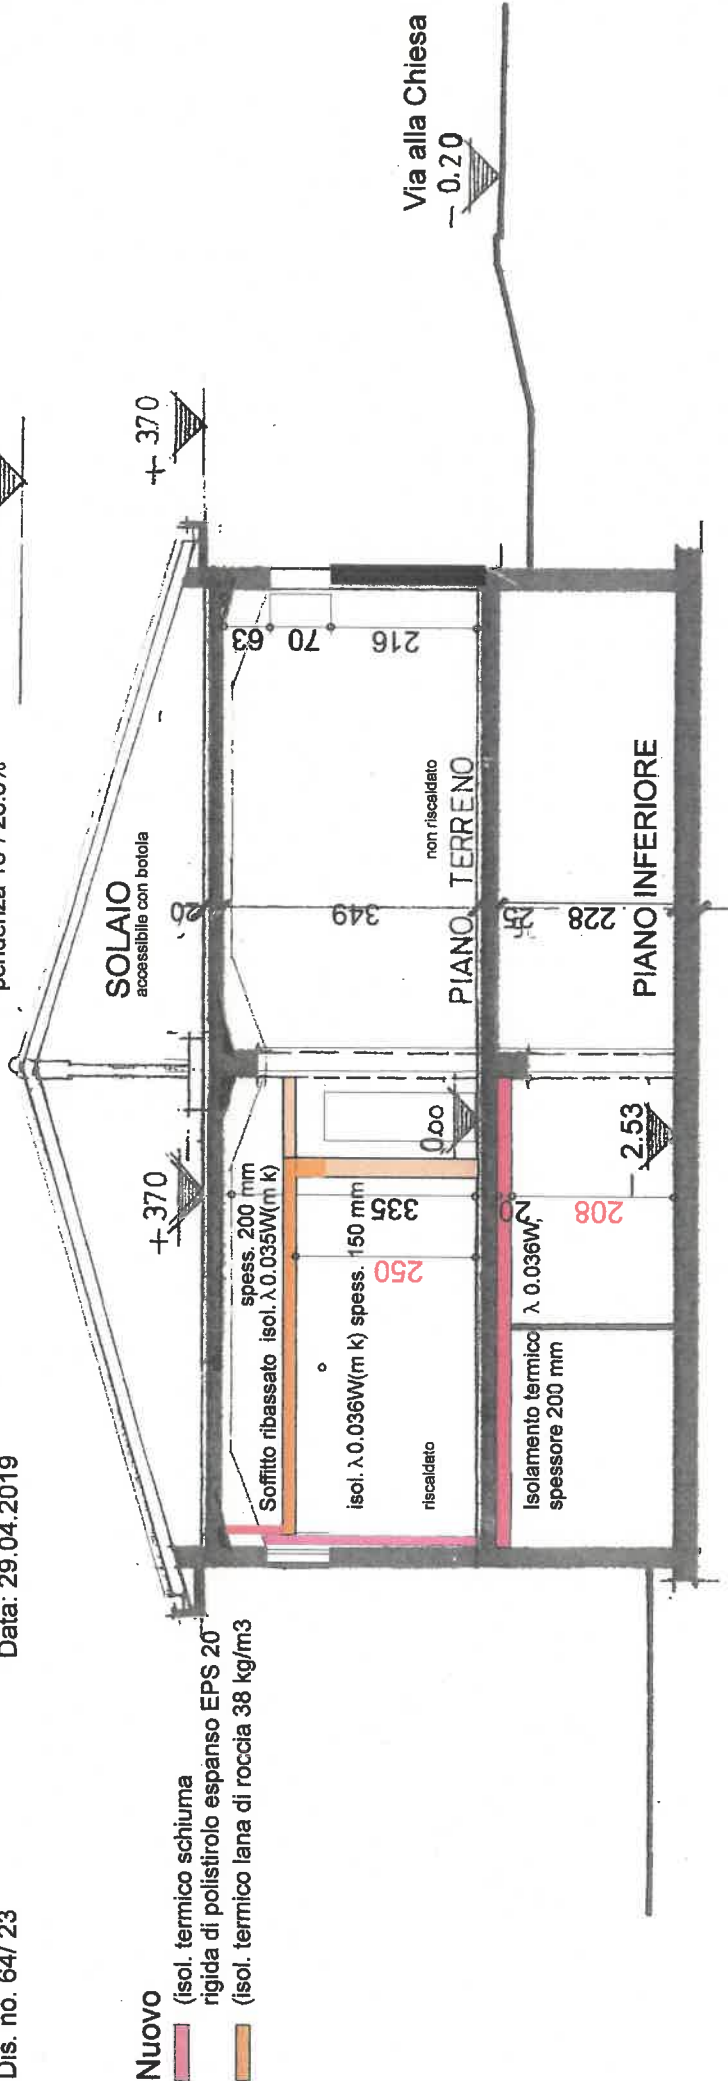 Dis. no. 64/ 23
Data: 29.04.2019
Nuovo
(isol. termico schiuma
rigida di polistirolo espanso EPS 20
(isol. termico lana di roccia 38 kg/m3
+ 370
+ 370
SOLAIO
accessibile con botola
20
Via alla Chiesa
- 0.20
Soffitto ribassato
spess. 200 mm
isol. λ 0.035W(m k)
isol. λ 0.036W(m k) spess. 150 mm
riscaldato
335
250
0.00
349
non riscaldato
PIANO TERRENO
63
70
216
Isolamento termico λ 0.036W,
spessore 200 mm
20
208
- 2.53
25
228
PIANO INFERIORE